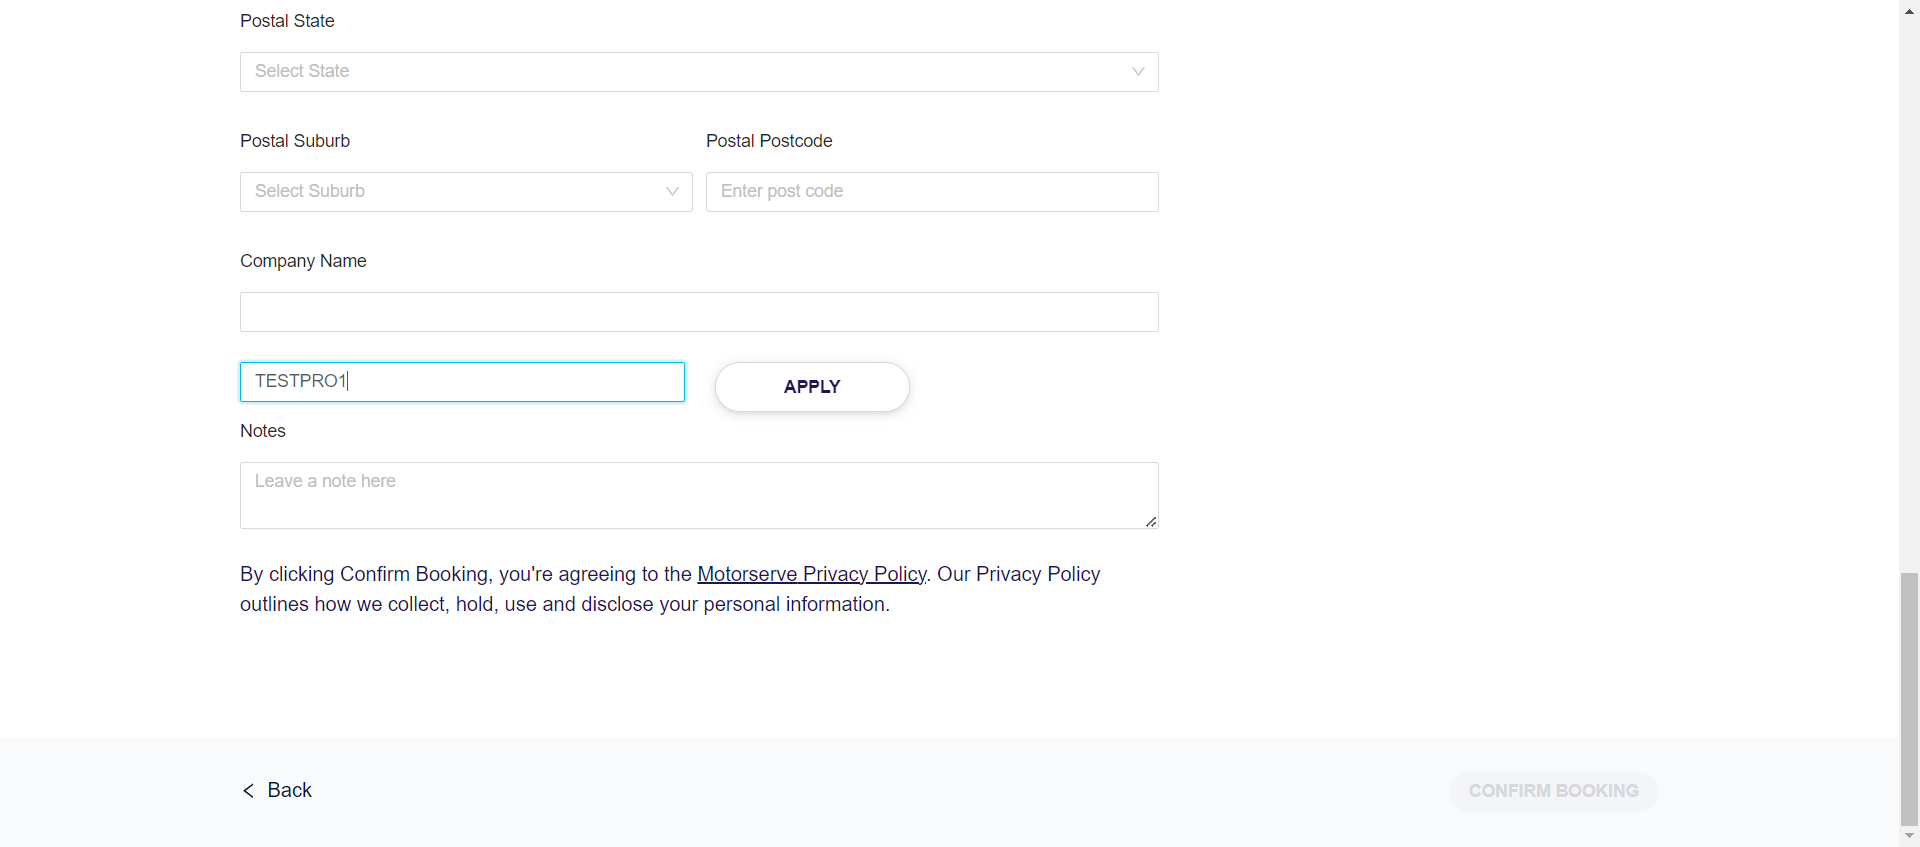 Postal State
Select State
Postal Suburb
Postal Postcode
Select Suburb
Enter post code
Company Name
TESTPRO1
APPLY
Notes
Leave a note here
By clicking Confirm Booking, you're agreeing to the Motorserve Privacy Policy. Our Privacy Policy
outlines how we collect, hold, use and disclose your personal information.
Back
CONFIRM BOOKING